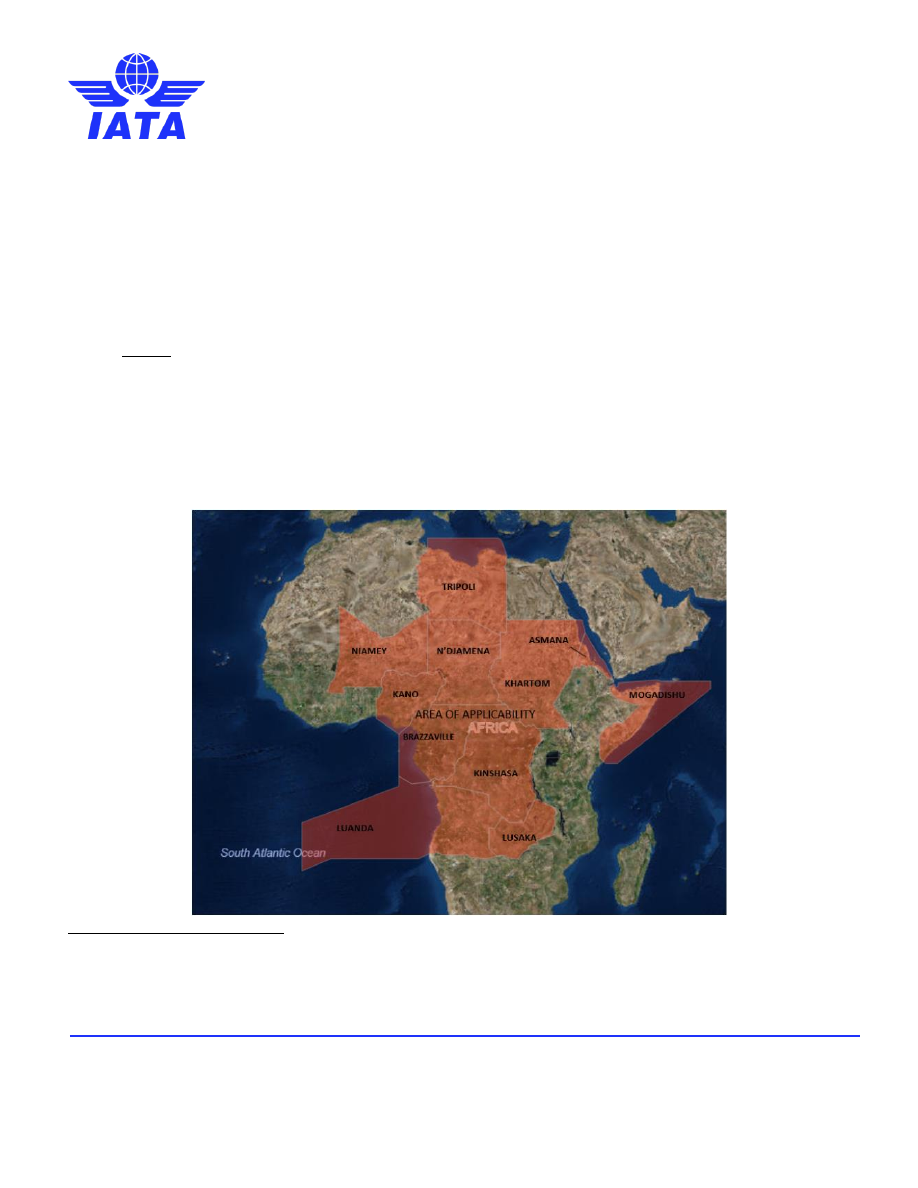 IATA
TRIPOLI
ASMANA
NIAMEY
N'DJAMENA
KHARTOM
KANO
MOGADISHU
AREA OF APPLICABILITY
AFRICA
BRAZZAVILLE
KINSHASA
LUANDA
LUSAKA
South Atlantic Ocean